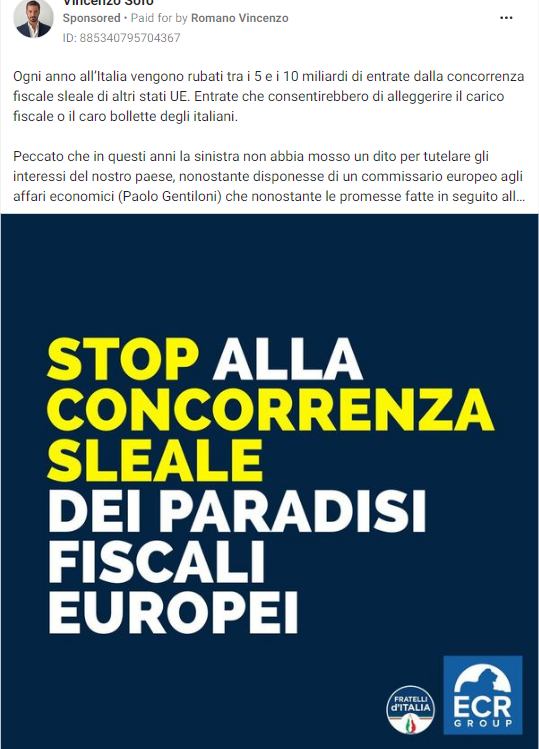 Vincenzo Sofo
Sponsored • Paid for by Romano Vincenzo
ID: 885340795704367
Ogni anno all'Italia vengono rubati tra i 5 e i 10 miliardi di entrate dalla concorrenza
fiscale sleale di altri stati UE. Entrate che consentirebbero di alleggerire il carico
fiscale o il caro bollette degli italiani.
Peccato che in questi anni la sinistra non abbia mosso un dito per tutelare gli
interessi del nostro paese, nonostante disponesse di un commissario europeo agli
affari economici (Paolo Gentiloni) che nonostante le promesse fatte in seguito all...
STOP ALLA
CONCORRENZA
SLEALE
DEI PARADISI
FISCALI
EUROPEI
FRATELLI
d'ITALIA
ECR
GROUP